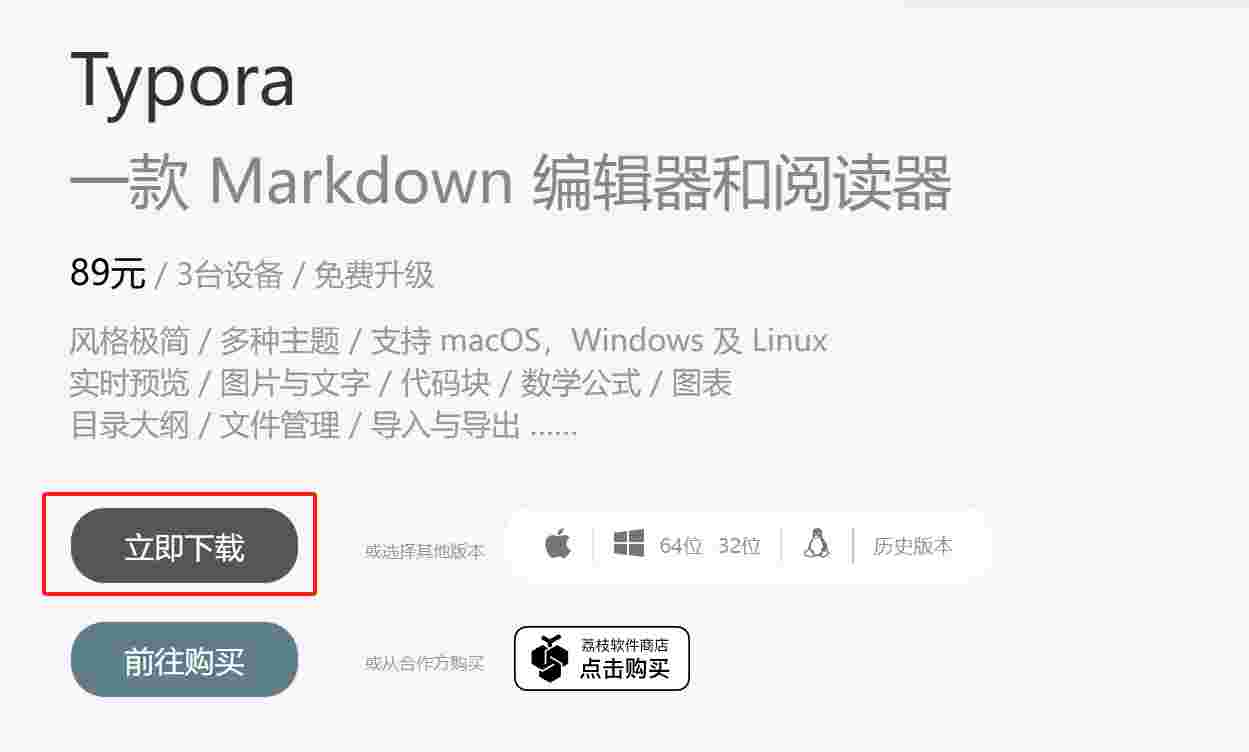 Typora
一款 Markdown 编辑器和阅读器
89元 / 3台设备 / 免费升级
风格极简 / 多种主题 / 支持 macOS，Windows 及 Linux
实时预览 / 图片与文字 / 代码块 / 数学公式 / 图表
目录大纲 / 文件管理 / 导入与导出 ......
立即下载 或选择其他版本 64位 32位 历史版本
前往购买 或从合作方购买 荔枝软件商店
点击购买